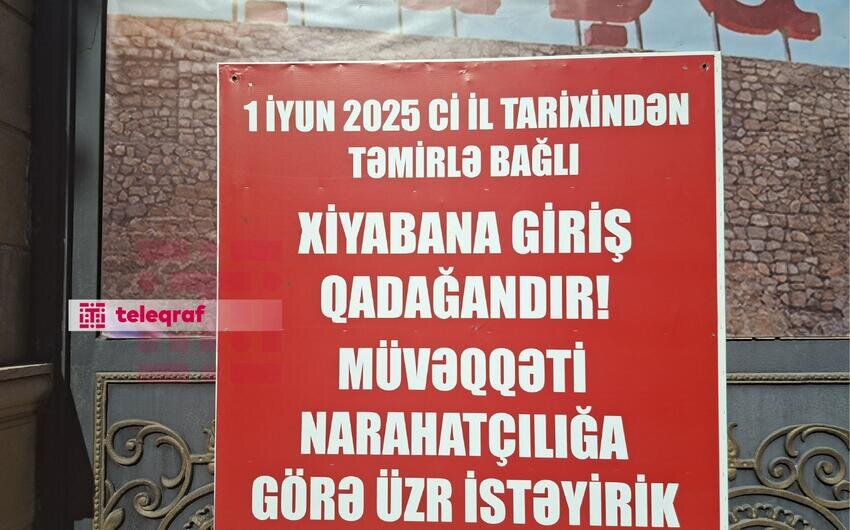 1 İYUN 2025 Cİ İL TARİXİNDƏN
TƏMİRLƏ BAĞLI
XİYABANA GİRİŞ
QADAĞANDIR!
MÜVƏQQƏTİ
NARAHATÇILIĞA
GÖRƏ ÜZR İSTƏYİRİK
teleqraf